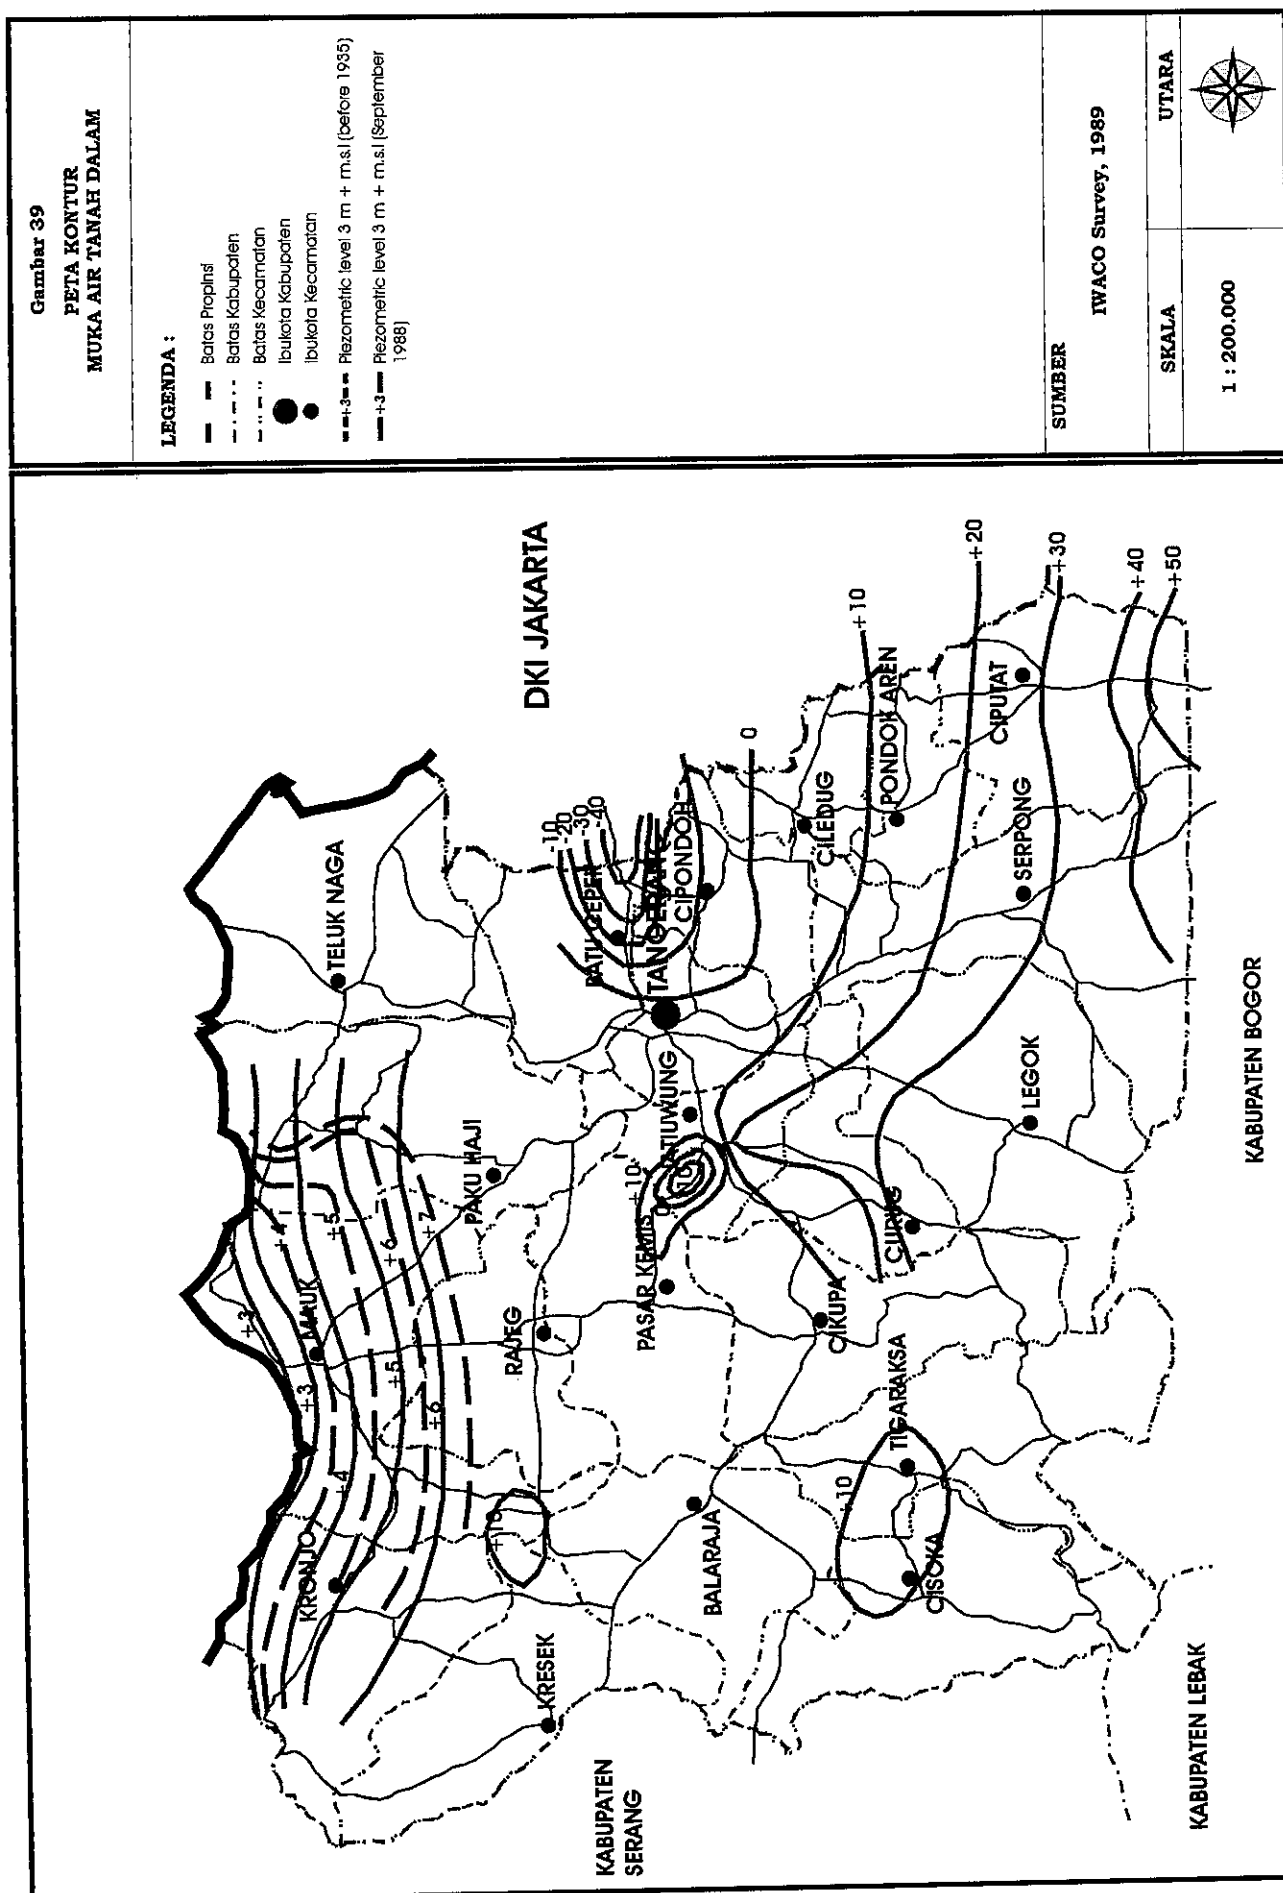 Gambar 39
PETA KONTUR
MUKA AIR TANAH DALAM
LEGENDA :
Batas Propinsi
Batas Kabupaten
Batas Kecamatan
Ibukota Kabupaten
Ibukota Kecamatan
+3 Piezometric level 3 m + m.s.l (before 1935)
+3 Piezometric level 3 m + m.s.l (September
1988)
SUMBER
IWACO Survey, 1989
SKALA
UTARA
1 : 200.000
DKI JAKARTA
TELUK NAGA
+3
+4
+5
+6
+7
MAUK
+3
+4
+5
+6
KRONJO
PAKU HAJI
RAJEG
+10
KRESEK
KABUPATEN
SERANG
-10
-20
-30
-40
BATU CEPER
TANGERANG
CIPONDOH
0
JATIUWUNG
+10
0
PASAR KEMIS
BALARAJA
CILEDUG
+10
PONDOK AREN
+20
CIPUTAT
+30
SERPONG
+40
+50
LEGOK
CURUG
CIKUPA
TIGARAKSA
10
CISOKA
KABUPATEN BOGOR
KABUPATEN LEBAK